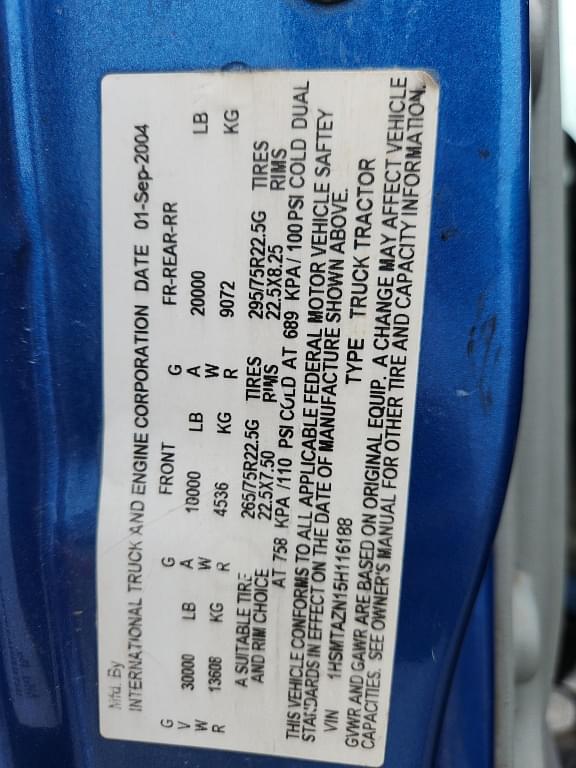 Mfd. By
INTERNATIONAL TRUCK AND ENGINE CORPORATION DATE 01-Sep-2004
G FRONT G FR-REAR-RR
V 30000 LB A 10000 LB A 20000 LB
W W W
R 13608 KG R 4536 KG R 9072 KG
A SUITABLE TIRE 265/75R22.5G TIRES 295/75R22.5G TIRES
AND RIM CHOICE 22.5X7.50 RIMS 22.5X8.25 RIMS
AT 758 KPA /110 PSI COLD AT 689 KPA/ 100 PSI COLD DUAL
THIS VEHICLE CONFORMS TO ALL APPLICABLE FEDERAL MOTOR VEHICLE SAFTEY
STANDARDS IN EFFECT ON THE DATE OF MANUFACTURE SHOWN ABOVE.
VIN 1HSMTAZN15H116188 TYPE TRUCK TRACTOR
GVWR AND GAWR ARE BASED ON ORIGINAL EQUIP. A CHANGE MAY AFFECT VEHICLE
CAPACITIES. SEE OWNER'S MANUAL FOR OTHER TIRE AND CAPACITY INFORMATION.